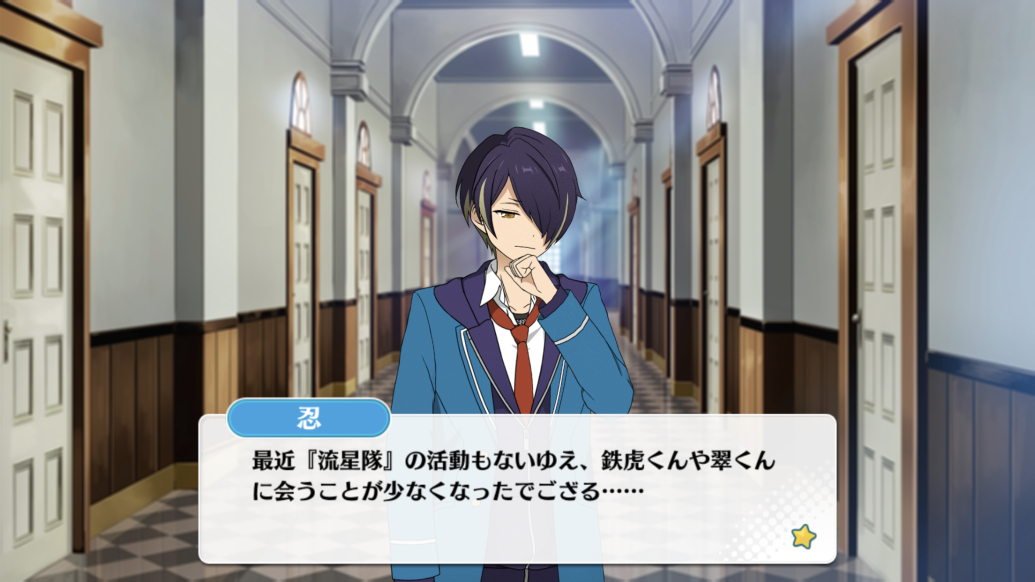 忍
最近『流星隊』の活動もないゆえ、鉄虎くんや翠くん
に会うことが少なくなったでござる……